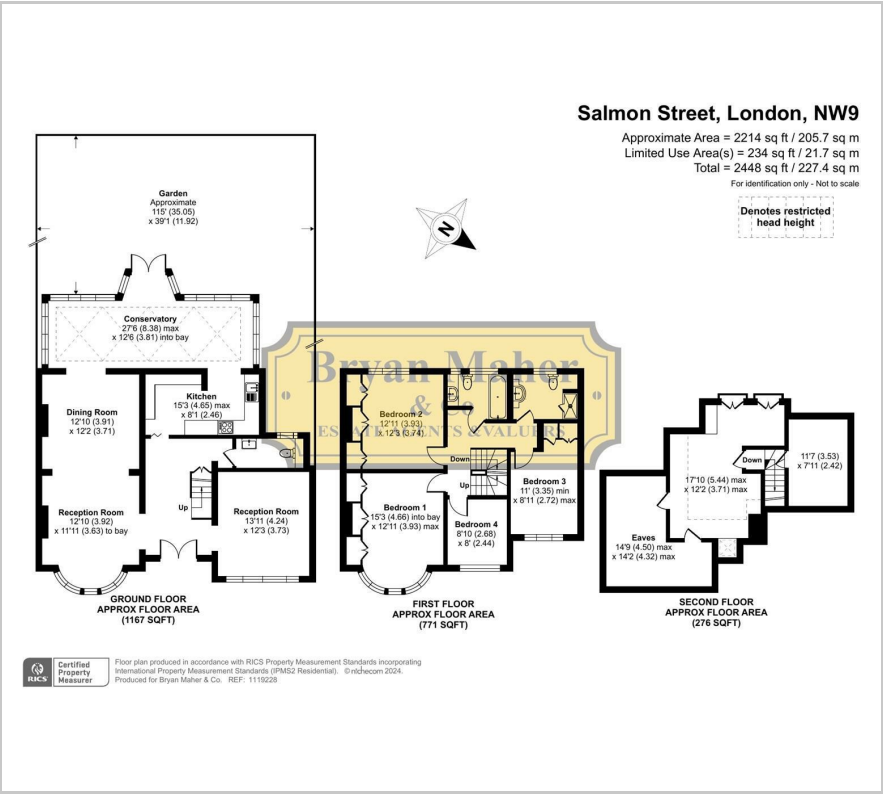 Salmon Street, London, NW9
Approximate Area = 2214 sq ft / 205.7 sq m
Limited Use Area(s) = 234 sq ft / 21.7 sq m
Total = 2448 sq ft / 227.4 sq m
For identification only - Not to scale
Denotes restricted
head height
Garden
Approximate
115' (35.05)
x 39'1 (11.92)
N
Conservatory
27'6 (8.38) max
x 12'6 (3.81) into bay
Kitchen
15'3 (4.65) max
x 8'1 (2.46)
Dining Room
12'10 (3.91)
x 12'2 (3.71)
Reception Room
12'10 (3.92)
x 11'11 (3.63) to bay
Up
Reception Room
13'11 (4.24)
x 12'3 (3.73)
GROUND FLOOR
APPROX FLOOR AREA
(1167 SQFT)
Bryan Maher
& Co
ESTATE AGENTS & VALUERS
Bedroom 2
12'11 (3.93)
x 12'3 (3.74)
Down
Up
Bedroom 1
15'3 (4.66) into bay
x 12'11 (3.93) max
Bedroom 3
11' (3.35) min
x 8'11 (2.72) max
Bedroom 4
8'10 (2.68)
x 8' (2.44)
FIRST FLOOR
APPROX FLOOR AREA
(771 SQFT)
17'10 (5.44) max
x 12'2 (3.71) max
Down
11'7 (3.53)
x 7'11 (2.42)
Eaves
14'9 (4.50) max
x 14'2 (4.32) max
SECOND FLOOR
APPROX FLOOR AREA
(276 SQFT)
RICS
Certified
Property
Measurer
Floor plan produced in accordance with RICS Property Measurement Standards incorporating
International Property Measurement Standards (IPMS2 Residential). © nichecom 2024.
Produced for Bryan Maher & Co. REF: 1119228